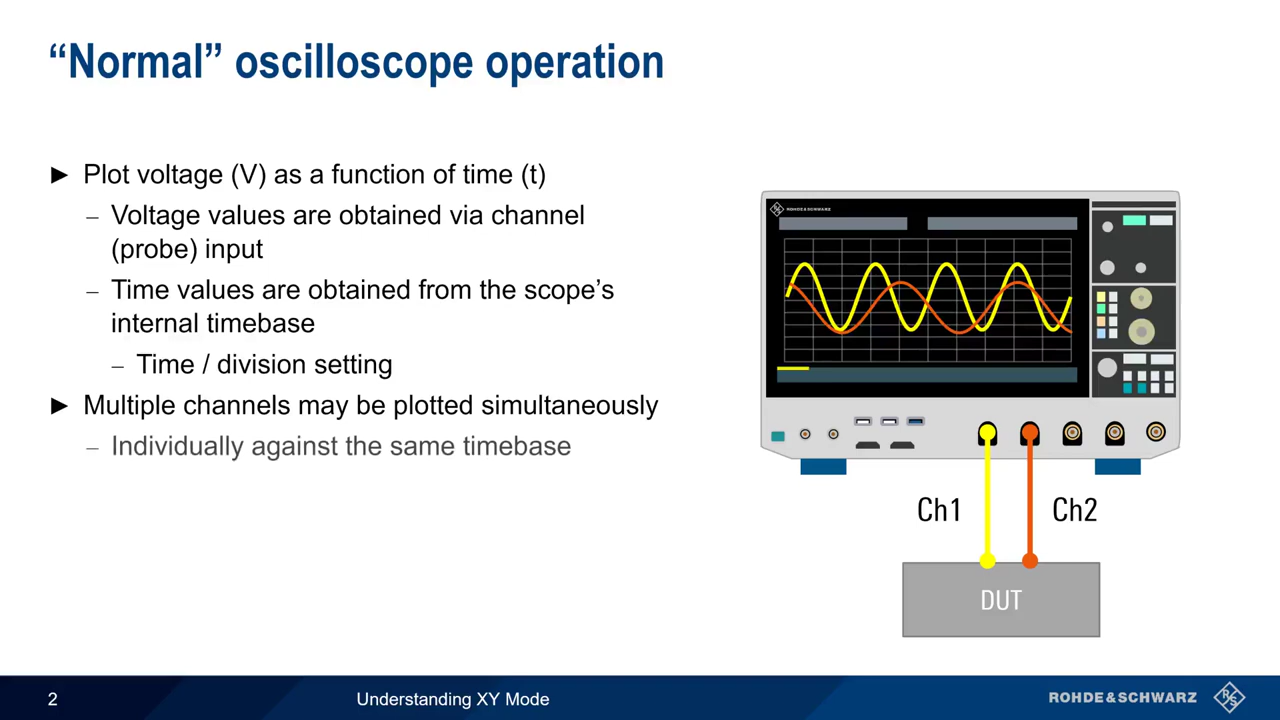 “Normal” oscilloscope operation
► Plot voltage (V) as a function of time (t)
– Voltage values are obtained via channel
(probe) input
– Time values are obtained from the scope’s
internal timebase
– Time / division setting
► Multiple channels may be plotted simultaneously
– Individually against the same timebase
ROHDE & SCHWARZ
Ch1
Ch2
DUT
2
Understanding XY Mode
ROHDE & SCHWARZ
R S